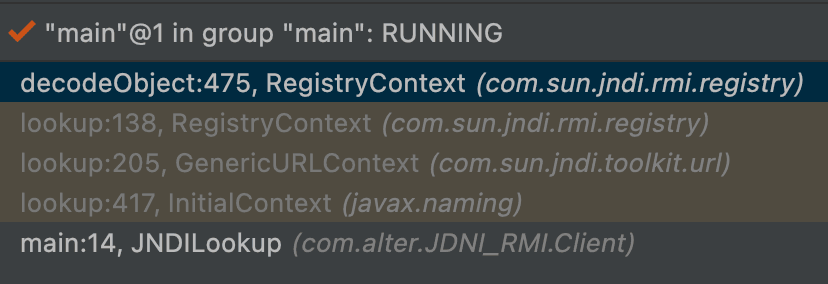 "main"@1 in group "main": RUNNING
decodeObject:475, RegistryContext (com.sun.jndi.rmi.registry)
lookup:138, RegistryContext (com.sun.jndi.rmi.registry)
lookup:205, GenericURLContext (com.sun.jndi.toolkit.url)
lookup:417, InitialContext (javax.naming)
main:14, JNDILookup (com.alter.JDNI_RMI.Client)